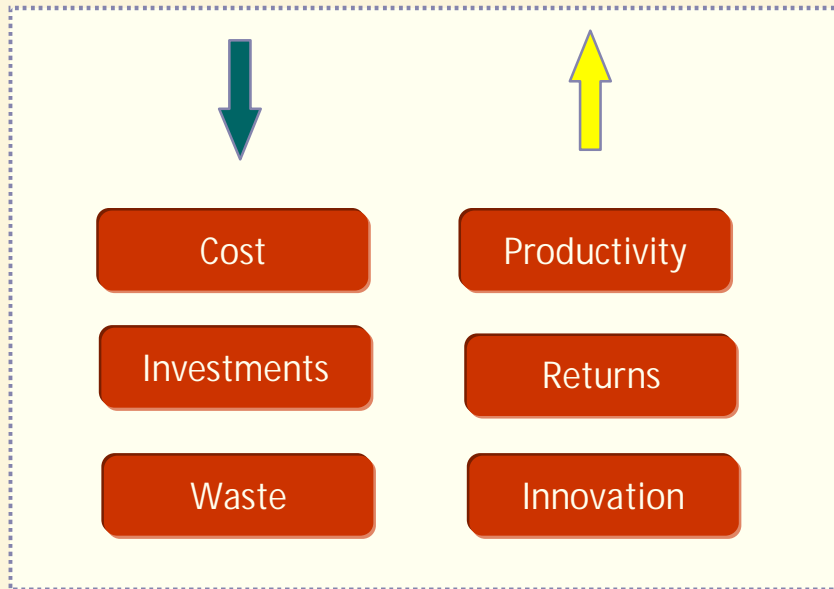 Cost
Productivity
Investments
Returns
Waste
Innovation